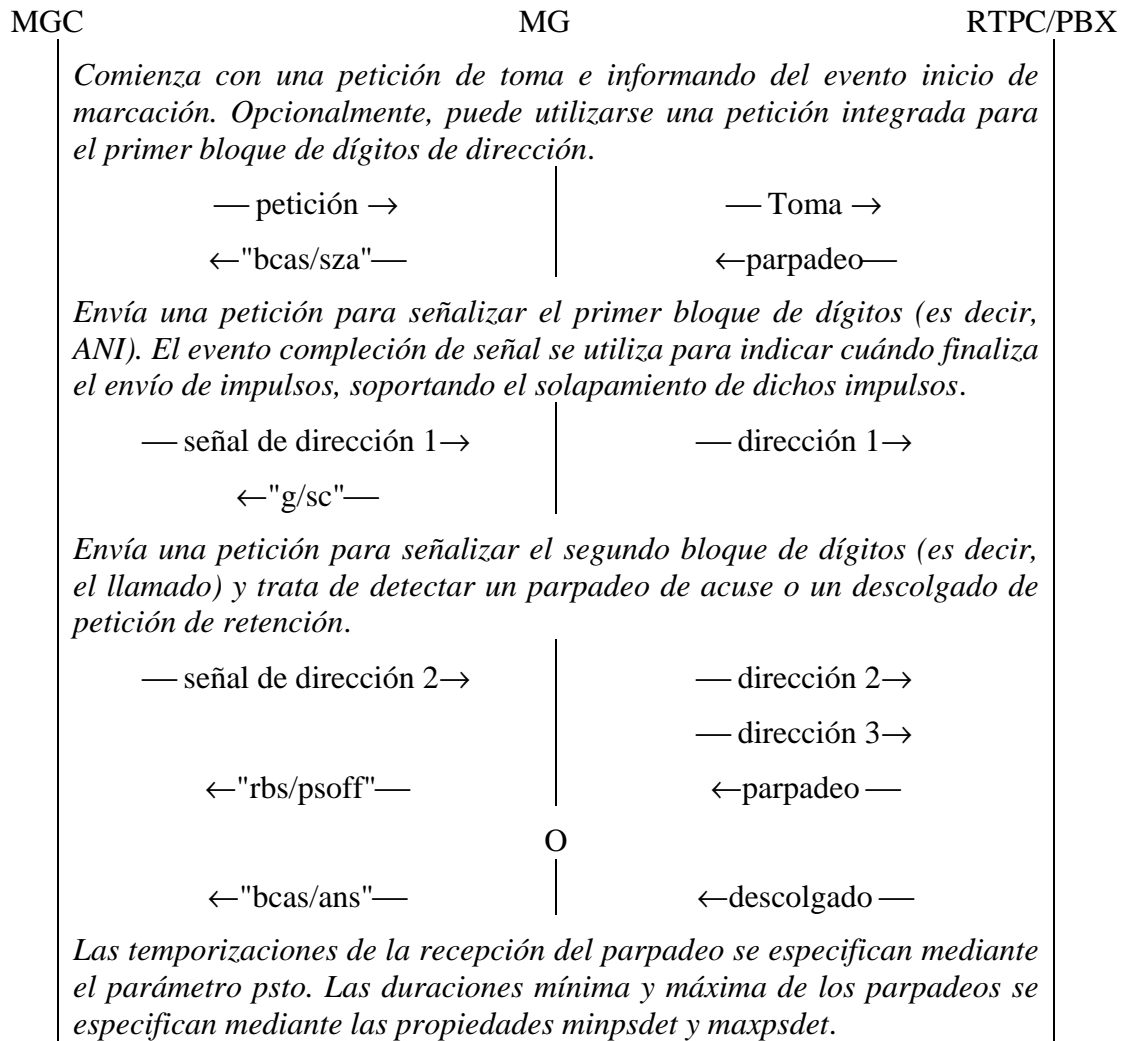 MGC MG RTPC/PBX
Comienza con una petición de toma e informando del evento inicio de
marcación. Opcionalmente, puede utilizarse una petición integrada para
el primer bloque de dígitos de dirección.
— petición → — Toma →
←"bcas/sza"— ←parpadeo—
Envía una petición para señalizar el primer bloque de dígitos (es decir,
ANI). El evento compleción de señal se utiliza para indicar cuándo finaliza
el envío de impulsos, soportando el solapamiento de dichos impulsos.
— señal de dirección 1→ — dirección 1→
←"g/sc"—
Envía una petición para señalizar el segundo bloque de dígitos (es decir,
el llamado) y trata de detectar un parpadeo de acuse o un descolgado de
petición de retención.
— señal de dirección 2→ — dirección 2→
— dirección 3→
←"rbs/psoff"— ←parpadeo —
O
←"bcas/ans"— ←descolgado —
Las temporizaciones de la recepción del parpadeo se especifican mediante
el parámetro psto. Las duraciones mínima y máxima de los parpadeos se
especifican mediante las propiedades minpsdet y maxpsdet.